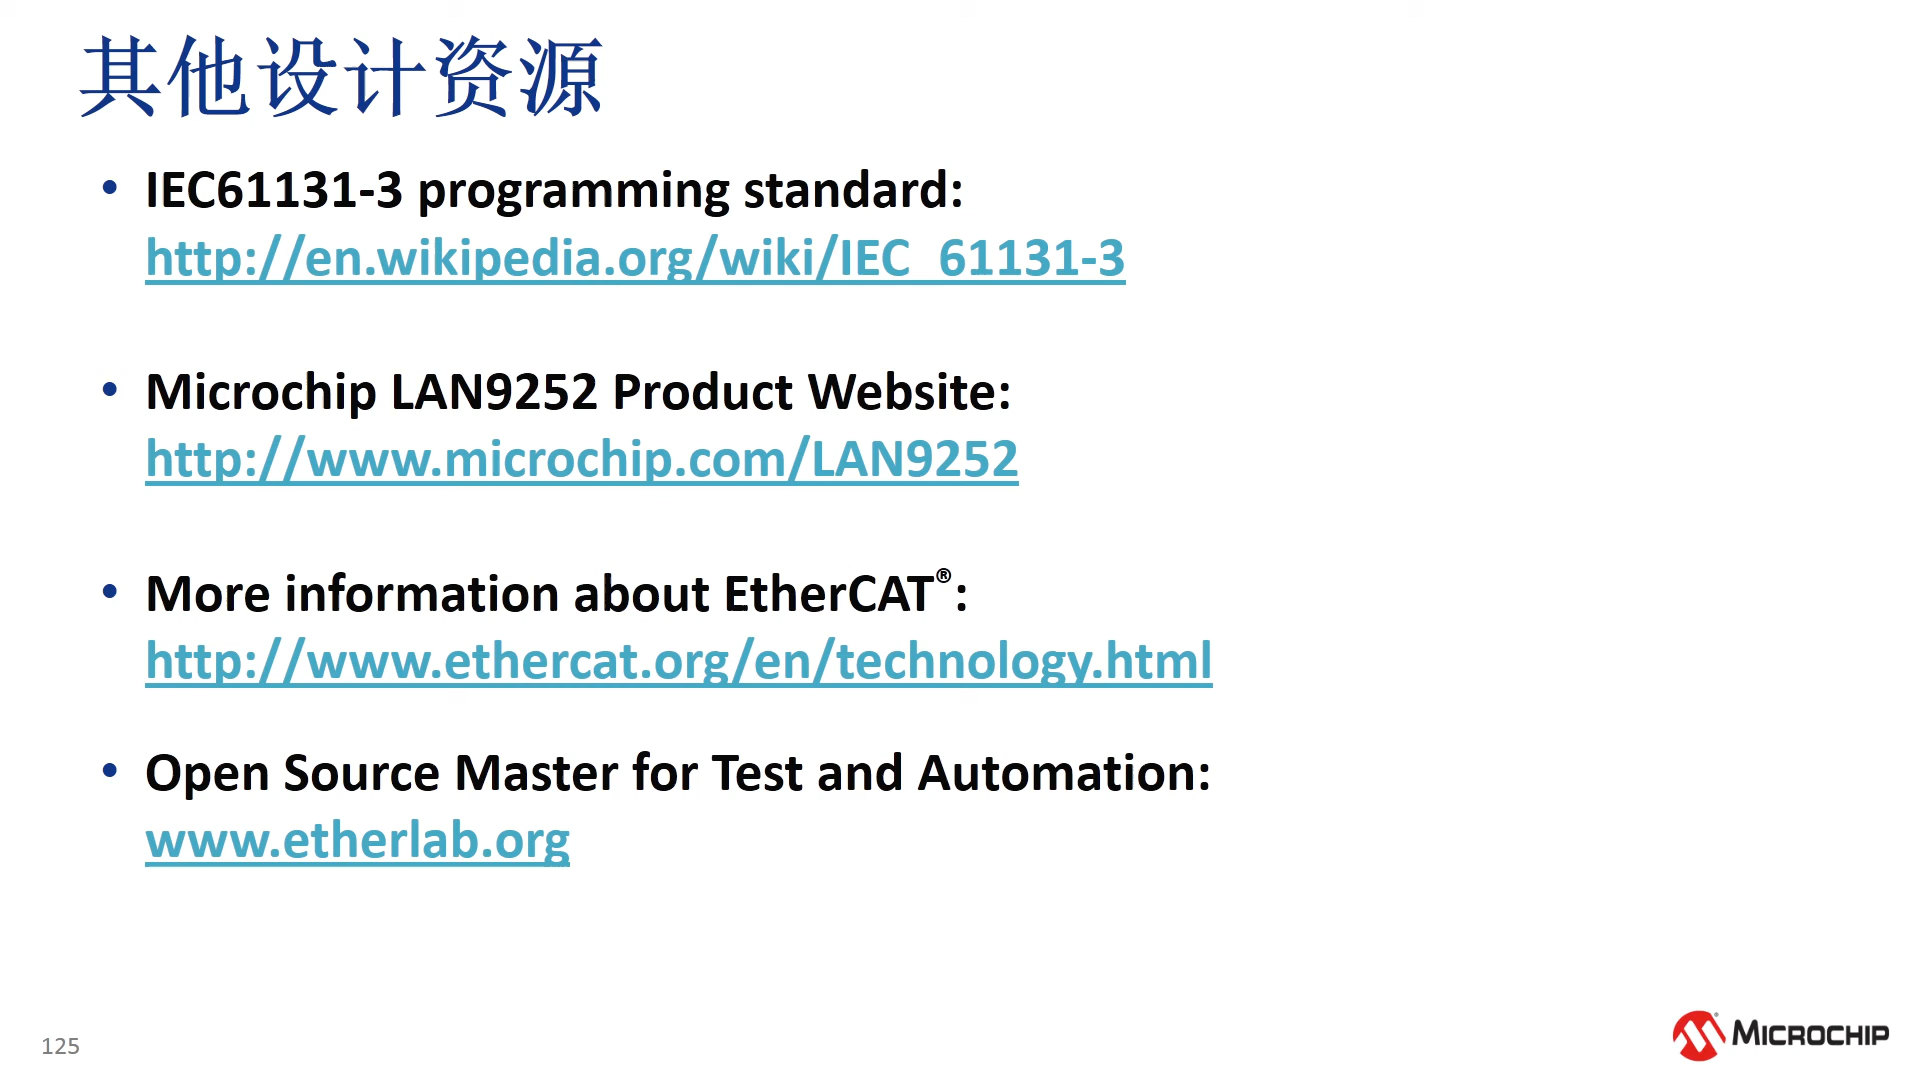 其他设计资源
• IEC61131-3 programming standard:
http://en.wikipedia.org/wiki/IEC_61131-3
• Microchip LAN9252 Product Website:
http://www.microchip.com/LAN9252
• More information about EtherCAT®:
http://www.ethercat.org/en/technology.html
• Open Source Master for Test and Automation:
www.etherlab.org
125
MICROCHIP